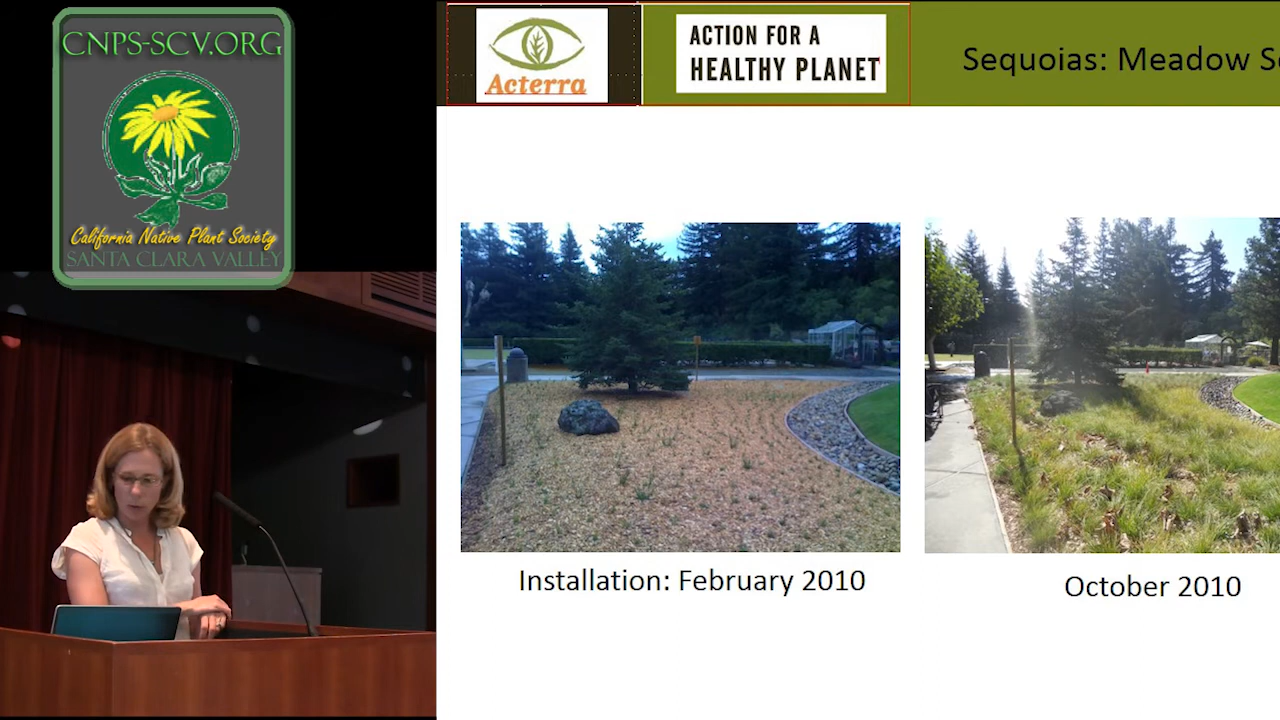 CNPS-SCV.ORG
California Native Plant Society
SANTA CLARA VALLEY
Acterra
ACTION FOR A
HEALTHY PLANET
Sequoias: Meadow
Installation: February 2010
October 2010